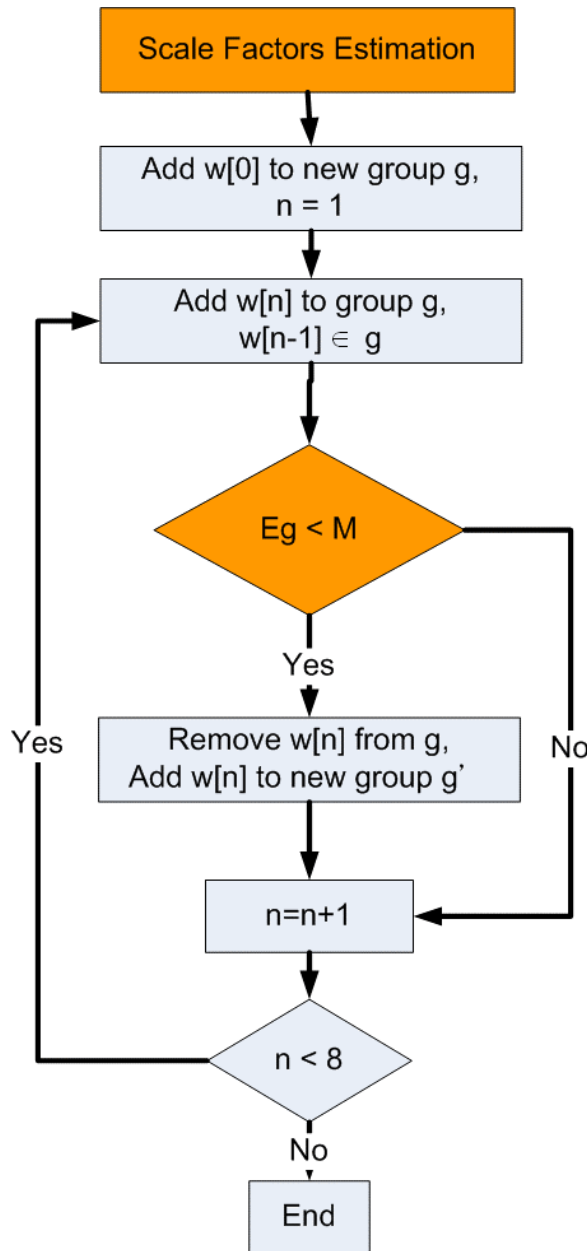 Scale Factors Estimation
Add w[0] to new group g,
n = 1
Add w[n] to group g,
w[n-1] ∈ g
Eg < M
Yes
Remove w[n] from g,
Add w[n] to new group g’
Yes
No
n=n+1
n < 8
No
End